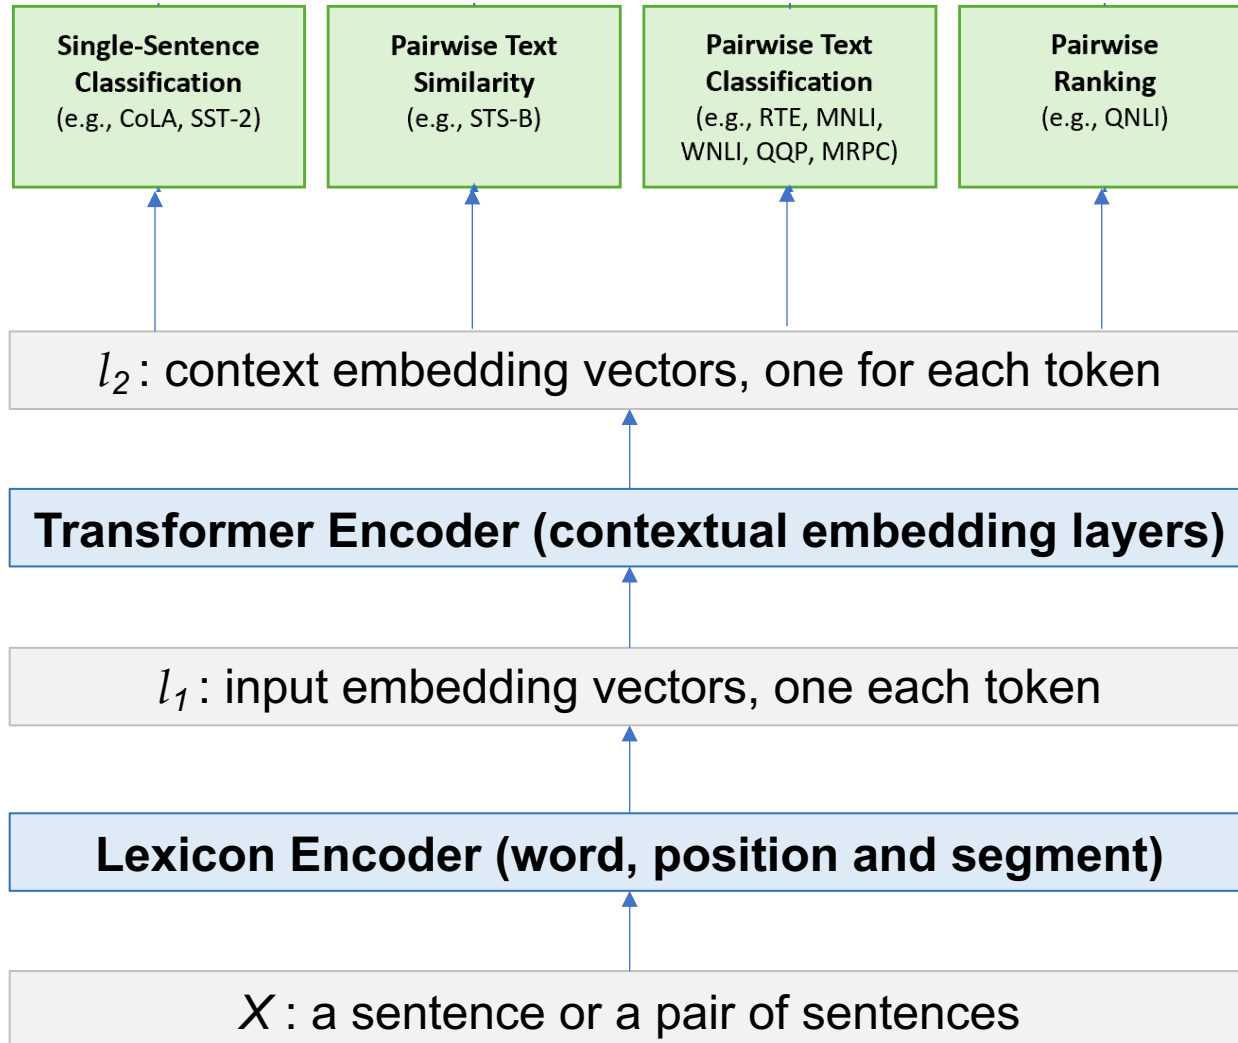 Single-Sentence
Classification
(e.g., CoLA, SST-2)
Pairwise Text
Similarity
(e.g., STS-B)
Pairwise Text
Classification
(e.g., RTE, MNLI,
WNLI, QQP, MRPC)
Pairwise
Ranking
(e.g., QNLI)
l₂ : context embedding vectors, one for each token
Transformer Encoder (contextual embedding layers)
l₁ : input embedding vectors, one each token
Lexicon Encoder (word, position and segment)
X : a sentence or a pair of sentences